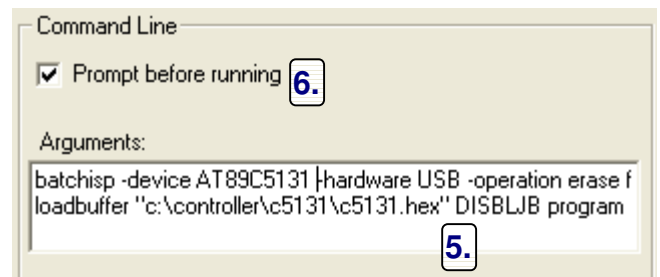 Command Line
Prompt before running 6.
Arguments:
batchisp -device AT89C5131 -hardware USB -operation erase f
loadbuffer "c:\controller\c5131\c5131.hex" DISBLJB program
5.